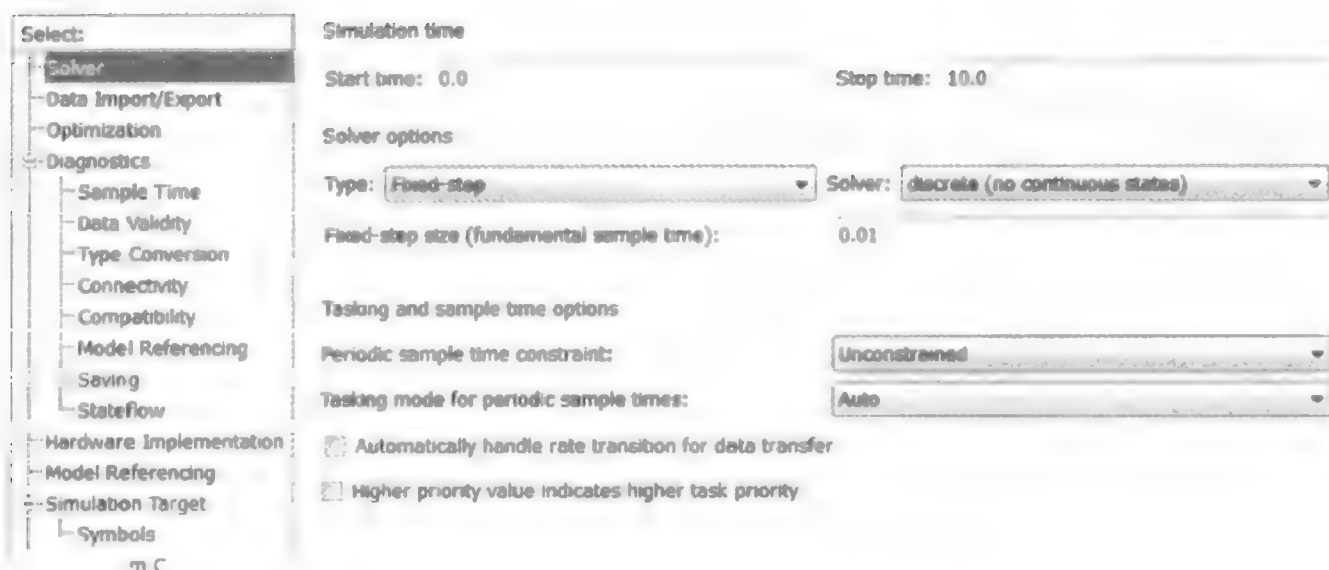 Select:
Solver
Data Import/Export
Optimization
Diagnostics
Sample Time
Data Validity
Type Conversion
Connectivity
Compatibility
Model Referencing
Saving
Stateflow
Hardware Implementation
Model Referencing
Simulation Target
Symbols
Simulation time
Start time: 0.0 Stop time: 10.0
Solver options
Type: Fixed-step Solver: discrete (no continuous states)
Fixed-step size (fundamental sample time): 0.01
Tasking and sample time options
Periodic sample time constraint: Unconstrained
Tasking mode for periodic sample times: Auto
Automatically handle rate transition for data transfer
Higher priority value indicates higher task priority